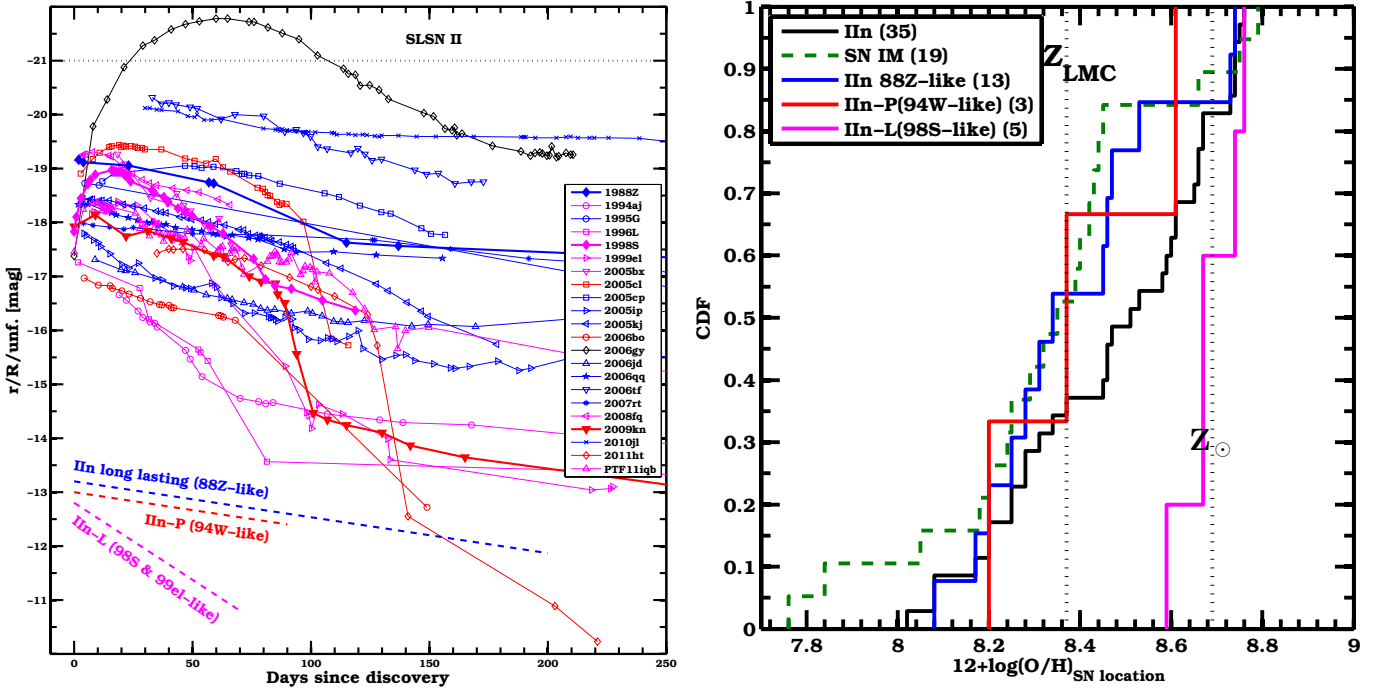 r/R/unf. [mag]
-21
-20
-19
-18
-17
-16
-15
-14
-13
-12
-11
SLSN II
1988Z
1994aj
1995G
1996L
1998S
1999el
2005bx
2005cl
2005cp
2005ip
2005kj
2006bo
2006gy
2006jd
2006qq
2006tf
2007rt
2008fq
2009kn
2010jl
2011ht
PTF11iqb
IIn long lasting (88Z-like)
IIn-P (94W-like)
IIn-L (98S & 99el-like)
0 50 100 150 200 250
Days since discovery
CDF
1
0.9
0.8
0.7
0.6
0.5
0.4
0.3
0.2
0.1
0
IIn (35)
SN IM (19)
IIn 88Z-like (13)
IIn-P(94W-like) (3)
IIn-L(98S-like) (5)
Z_LMC
Z_☉
7.8 8 8.2 8.4 8.6 8.8 9
12+log(O/H)_SN location